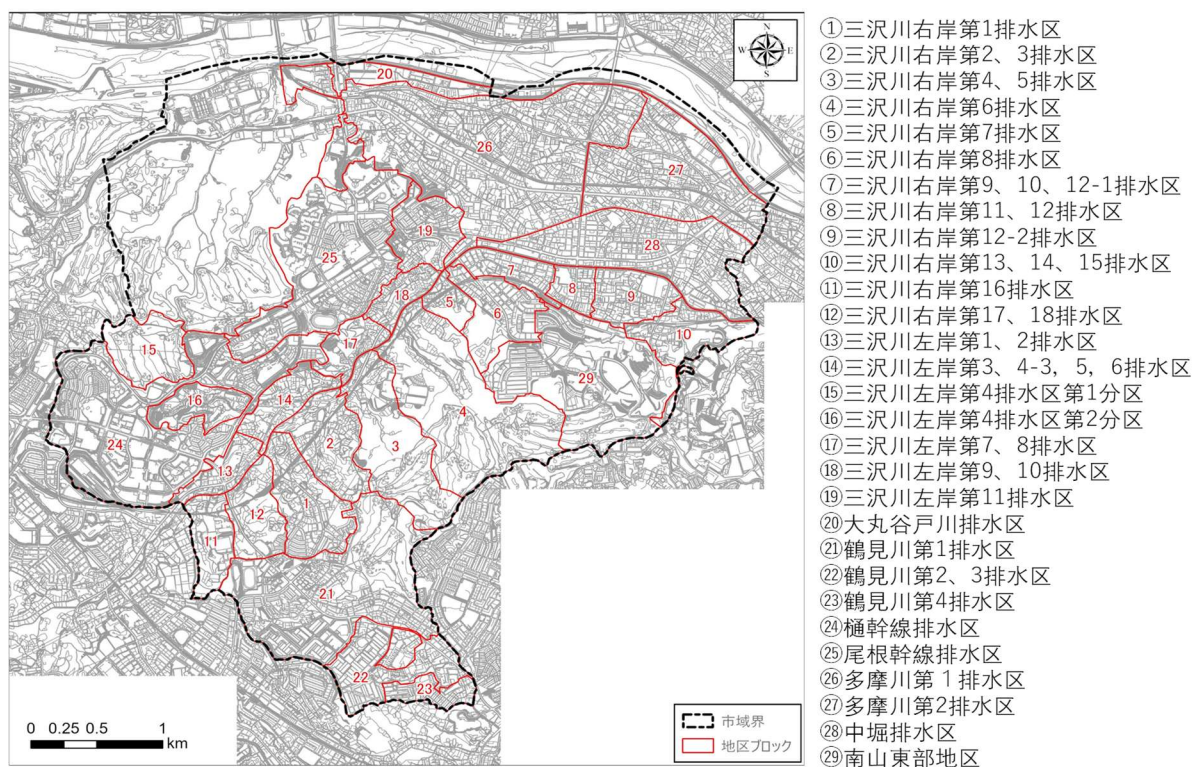 N
W E
S
20
26
27
19
28
25
7
18
8
9
5
6
10
17
15
29
14
16
4
24
2
3
13
1
12
11
21
22
23
0 0.25 0.5 1
km
市域界
地区ブロック
①三沢川右岸第1排水区
②三沢川右岸第2、3排水区
③三沢川右岸第4、5排水区
④三沢川右岸第6排水区
⑤三沢川右岸第7排水区
⑥三沢川右岸第8排水区
⑦三沢川右岸第9、10、12-1排水区
⑧三沢川右岸第11、12排水区
⑨三沢川右岸第12-2排水区
⑩三沢川右岸第13、14、15排水区
⑪三沢川右岸第16排水区
⑫三沢川右岸第17、18排水区
⑬三沢川左岸第1、2排水区
⑭三沢川左岸第3、4-3，5，6排水区
⑮三沢川左岸第4排水区第1分区
⑯三沢川左岸第4排水区第2分区
⑰三沢川左岸第7、8排水区
⑱三沢川左岸第9、10排水区
⑲三沢川左岸第11排水区
⑳大丸谷戸川排水区
㉑鶴見川第1排水区
㉒鶴見川第2、3排水区
㉓鶴見川第4排水区
㉔樋幹線排水区
㉕尾根幹線排水区
㉖多摩川第１排水区
㉗多摩川第2排水区
㉘中堀排水区
㉙南山東部地区